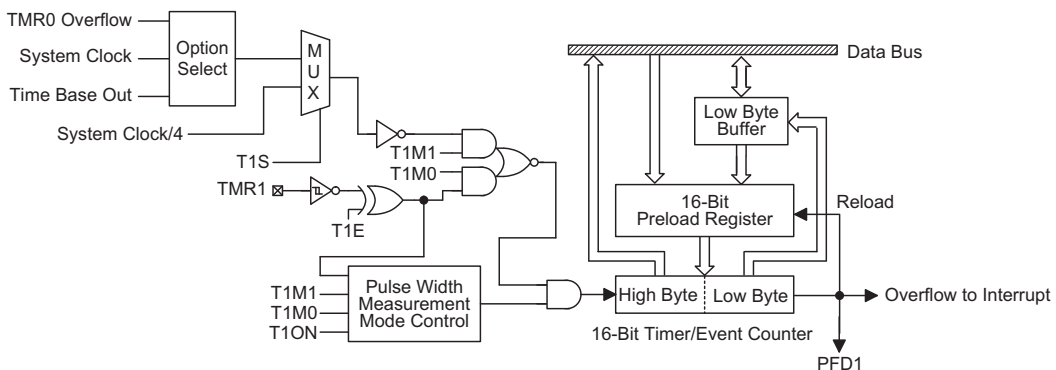 TMR0 Overflow
System Clock
Time Base Out
Option
Select
M
U
X
System Clock/4
T1S
TMR1
T1E
T1M1
T1M0
T1M1
T1M0
T1ON
Pulse Width
Measurement
Mode Control
Data Bus
Low Byte
Buffer
16-Bit
Preload Register
Reload
High Byte
Low Byte
16-Bit Timer/Event Counter
Overflow to Interrupt
PFD1